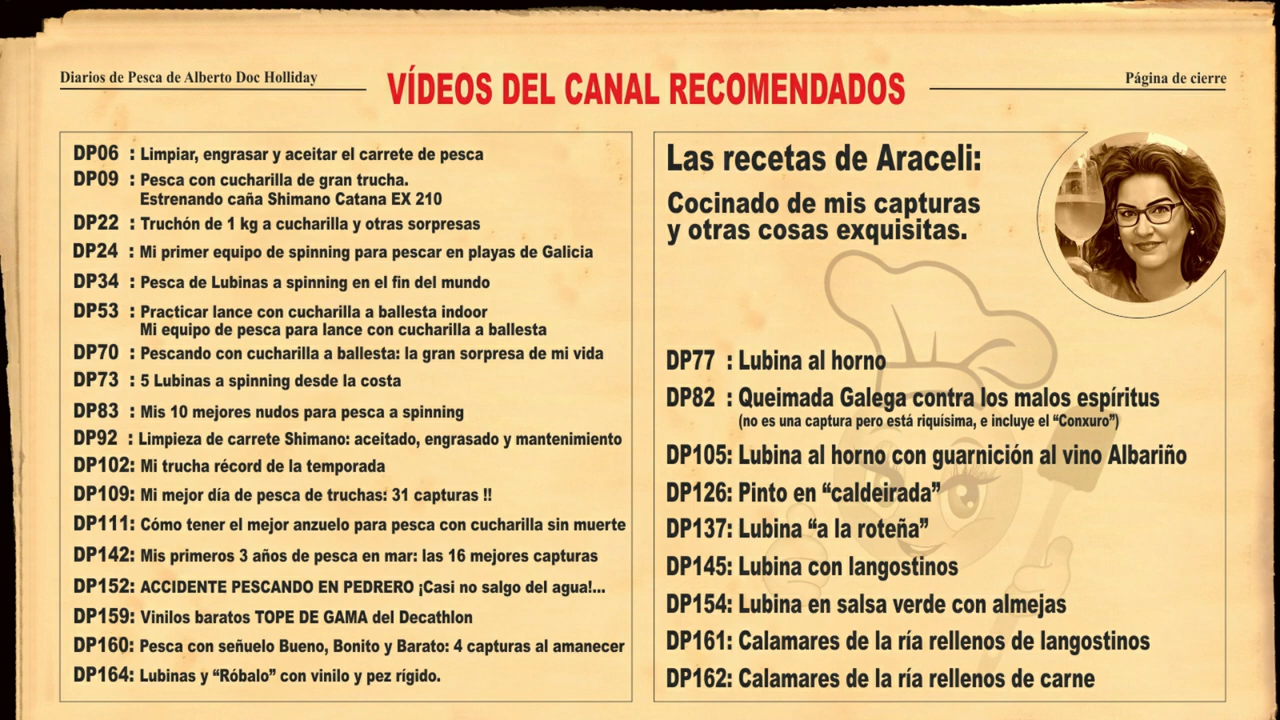 Diarios de Pesca de Alberto Doc Holliday
VÍDEOS DEL CANAL RECOMENDADOS
Página de cierre
DP06 : Limpiar, engrasar y aceitar el carrete de pesca
DP09 : Pesca con cucharilla de gran trucha.
Estrenando caña Shimano Catana EX 210
DP22 : Truchón de 1 kg a cucharilla y otras sorpresas
DP24 : Mi primer equipo de spinning para pescar en playas de Galicia
DP34 : Pesca de Lubinas a spinning en el fin del mundo
DP53 : Practicar lance con cucharilla a ballesta indoor
Mi equipo de pesca para lance con cucharilla a ballesta
DP70 : Pescando con cucharilla a ballesta: la gran sorpresa de mi vida
DP73 : 5 Lubinas a spinning desde la costa
DP83 : Mis 10 mejores nudos para pesca a spinning
DP92 : Limpieza de carrete Shimano: aceitado, engrasado y mantenimiento
DP102: Mi trucha récord de la temporada
DP109: Mi mejor día de pesca de truchas: 31 capturas !!
DP111: Cómo tener el mejor anzuelo para pesca con cucharilla sin muerte
DP142: Mis primeros 3 años de pesca en mar: las 16 mejores capturas
DP152: ACCIDENTE PESCANDO EN PEDRERO ¡Casi no salgo del agua!...
DP159: Vinilos baratos TOPE DE GAMA del Decathlon
DP160: Pesca con señuelo Bueno, Bonito y Barato: 4 capturas al amanecer
DP164: Lubinas y “Róbalo” con vinilo y pez rígido.
Las recetas de Araceli:
Cocinado de mis capturas
y otras cosas exquisitas.
DP77 : Lubina al horno
DP82 : Queimada Galega contra los malos espíritus
(no es una captura pero está riquísima, e incluye el “Conxuro”)
DP105: Lubina al horno con guarnición al vino Albariño
DP126: Pinto en “caldeirada”
DP137: Lubina “a la roteña”
DP145: Lubina con langostinos
DP154: Lubina en salsa verde con almejas
DP161: Calamares de la ría rellenos de langostinos
DP162: Calamares de la ría rellenos de carne